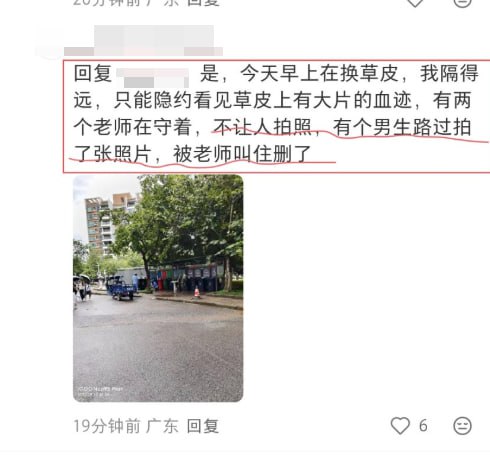 20分钟前 广东 回复
回复 是，今天早上在换草皮，我隔得
远，只能隐约看见草皮上有大片的血迹，有两
个老师在守着，不让人拍照，有个男生路过拍
了张照片，被老师叫住删了
19分钟前 广东 回复 6